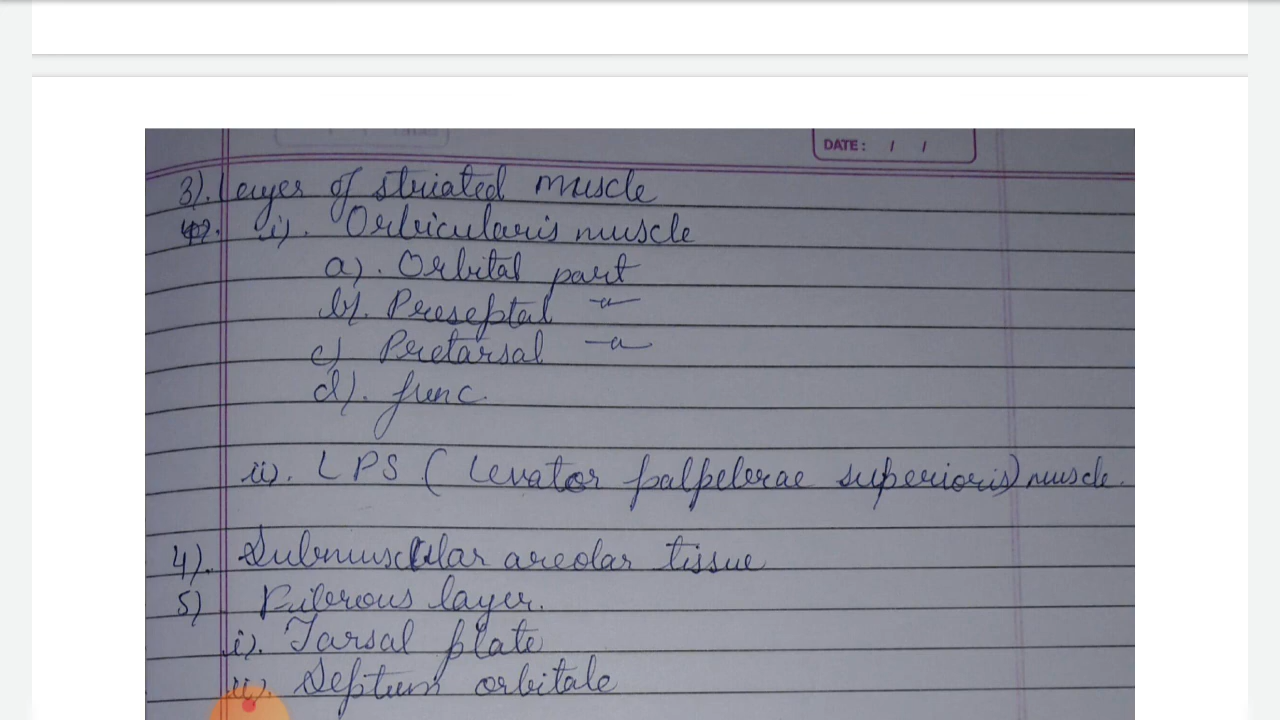 DATE: / /
3). Layer of striated muscle
i). Orbicularis muscle
a). Orbital part
b). Preseptal —"—
c) Pretarsal —"—
d). func.
ii). LPS (Levator palpebrae superioris) muscle.
4). Submuscular areolar tissue
5) Fibrous layer.
i). Tarsal plate
ii). Septum orbitale